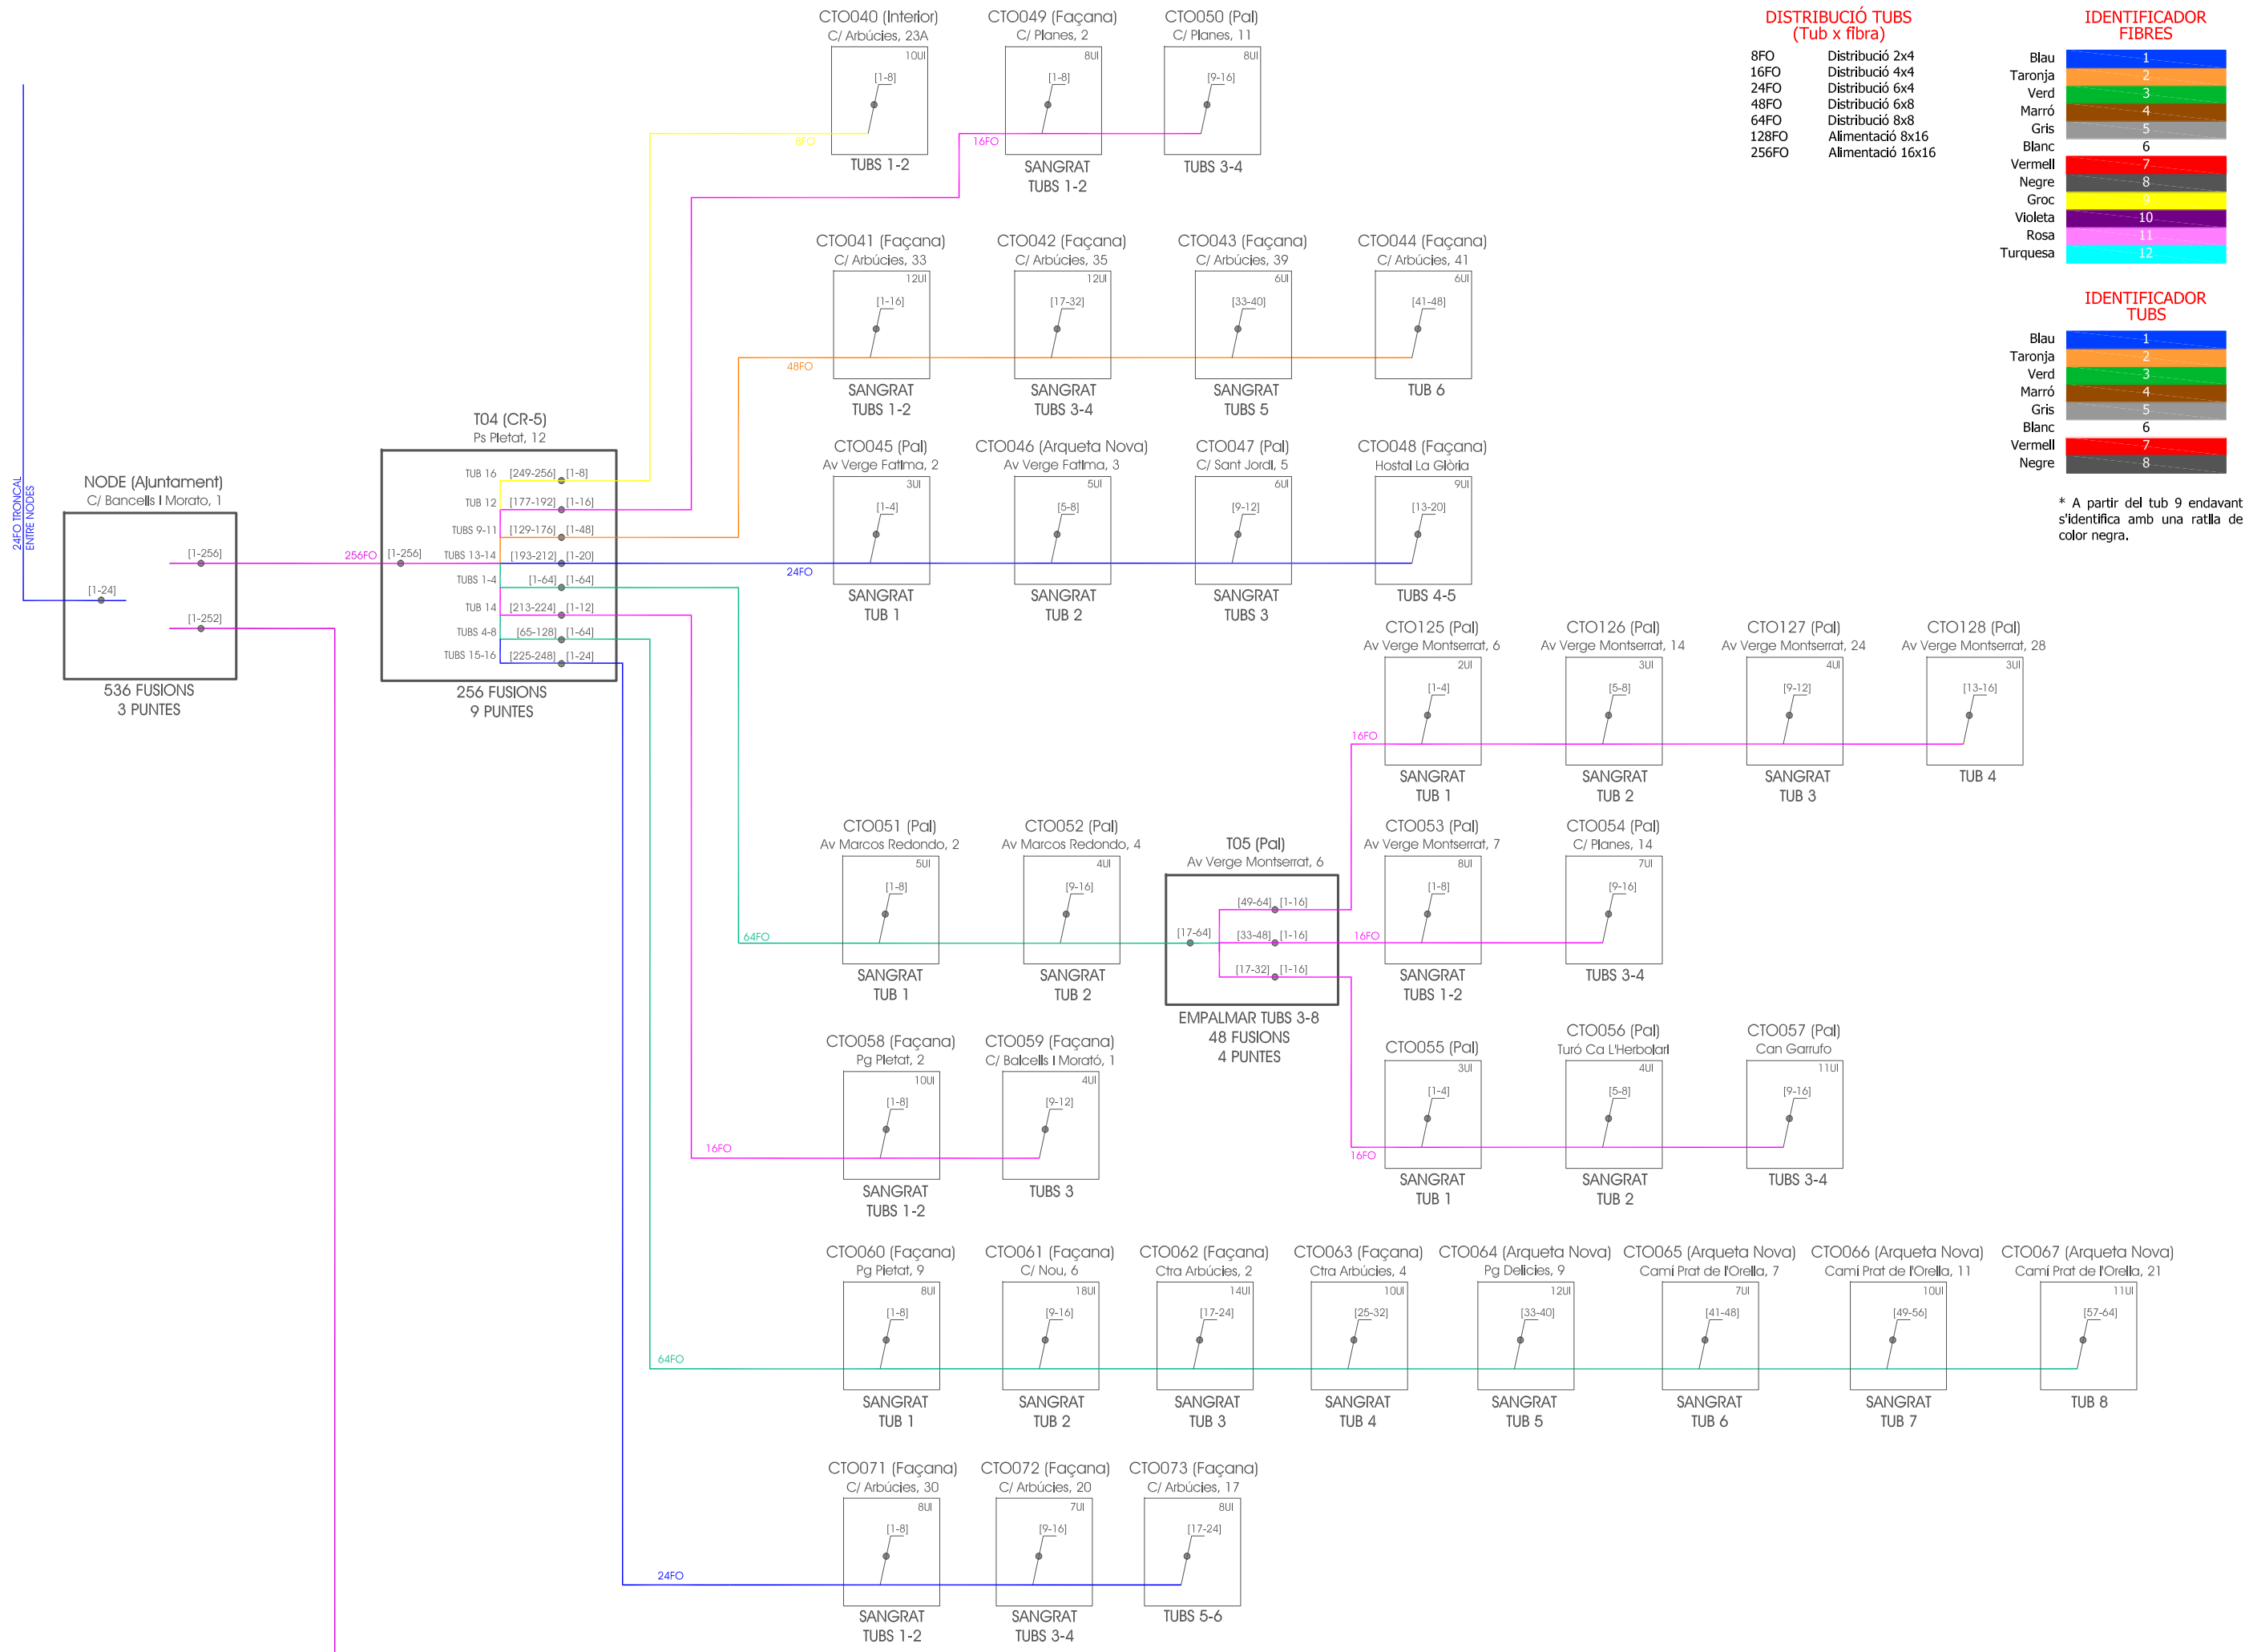 24FO TRONCAL
ENTRE NODES
NODE (Ajuntament)
C/ Bancells I Morato, 1
[1-256]
[1-24]
[1-252]
536 FUSIONS
3 PUNTES
256FO
T04 (CR-5)
Ps Pietat, 12
[1-256]
TUB 16 [249-256] [1-8]
TUB 12 [177-192] [1-16]
TUBS 9-11 [129-176] [1-48]
TUBS 13-14 [193-212] [1-20]
TUBS 1-4 [1-64] [1-64]
TUB 14 [213-224] [1-12]
TUBS 4-8 [65-128] [1-64]
TUBS 15-16 [225-248] [1-24]
256 FUSIONS
9 PUNTES
8FO
CTO040 (Interior)
C/ Arbúcies, 23A
10UI
[1-8]
TUBS 1-2
16FO
CTO049 (Façana)
C/ Planes, 2
8UI
[1-8]
SANGRAT
TUBS 1-2
CTO050 (Pal)
C/ Planes, 11
8UI
[9-16]
TUBS 3-4
48FO
CTO041 (Façana)
C/ Arbúcies, 33
12UI
[1-16]
SANGRAT
TUBS 1-2
CTO042 (Façana)
C/ Arbúcies, 35
12UI
[17-32]
SANGRAT
TUBS 3-4
CTO043 (Façana)
C/ Arbúcies, 39
6UI
[33-40]
SANGRAT
TUBS 5
CTO044 (Façana)
C/ Arbúcies, 41
6UI
[41-48]
TUB 6
24FO
CTO045 (Pal)
Av Verge Fatima, 2
3UI
[1-4]
SANGRAT
TUB 1
CTO046 (Arqueta Nova)
Av Verge Fatima, 3
5UI
[5-8]
SANGRAT
TUB 2
CTO047 (Pal)
C/ Sant Jordi, 5
6UI
[9-12]
SANGRAT
TUBS 3
CTO048 (Façana)
Hostal La Glòria
9UI
[13-20]
TUBS 4-5
64FO
CTO051 (Pal)
Av Marcos Redondo, 2
5UI
[1-8]
SANGRAT
TUB 1
CTO052 (Pal)
Av Marcos Redondo, 4
4UI
[9-16]
SANGRAT
TUB 2
T05 (Pal)
Av Verge Montserrat, 6
[17-64]
[49-64] [1-16]
[33-48] [1-16]
[17-32] [1-16]
EMPALMAR TUBS 3-8
48 FUSIONS
4 PUNTES
16FO
CTO125 (Pal)
Av Verge Montserrat, 6
2UI
[1-4]
SANGRAT
TUB 1
CTO126 (Pal)
Av Verge Montserrat, 14
3UI
[5-8]
SANGRAT
TUB 2
CTO127 (Pal)
Av Verge Montserrat, 24
4UI
[9-12]
SANGRAT
TUB 3
CTO128 (Pal)
Av Verge Montserrat, 28
3UI
[13-16]
TUB 4
16FO
CTO053 (Pal)
Av Verge Montserrat, 7
8UI
[1-8]
SANGRAT
TUBS 1-2
CTO054 (Pal)
C/ Planes, 14
7UI
[9-16]
TUBS 3-4
16FO
CTO055 (Pal)
3UI
[1-4]
SANGRAT
TUB 1
CTO056 (Pal)
Turó Ca L'Herbolari
4UI
[5-8]
SANGRAT
TUB 2
CTO057 (Pal)
Can Garrufo
11UI
[9-16]
TUBS 3-4
16FO
CTO058 (Façana)
Pg Pietat, 2
10UI
[1-8]
SANGRAT
TUBS 1-2
CTO059 (Façana)
C/ Balcells I Morató, 1
4UI
[9-12]
TUBS 3
64FO
CTO060 (Façana)
Pg Pietat, 9
8UI
[1-8]
SANGRAT
TUB 1
CTO061 (Façana)
C/ Nou, 6
18UI
[9-16]
SANGRAT
TUB 2
CTO062 (Façana)
Ctra Arbúcies, 2
14UI
[17-24]
SANGRAT
TUB 3
CTO063 (Façana)
Ctra Arbúcies, 4
10UI
[25-32]
SANGRAT
TUB 4
CTO064 (Arqueta Nova)
Pg Delicies, 9
12UI
[33-40]
SANGRAT
TUB 5
CTO065 (Arqueta Nova)
Camí Prat de l'Orella, 7
7UI
[41-48]
SANGRAT
TUB 6
CTO066 (Arqueta Nova)
Camí Prat de l'Orella, 11
10UI
[49-56]
SANGRAT
TUB 7
CTO067 (Arqueta Nova)
Camí Prat de l'Orella, 21
11UI
[57-64]
TUB 8
24FO
CTO071 (Façana)
C/ Arbúcies, 30
8UI
[1-8]
SANGRAT
TUBS 1-2
CTO072 (Façana)
C/ Arbúcies, 20
7UI
[9-16]
SANGRAT
TUBS 3-4
CTO073 (Façana)
C/ Arbúcies, 17
8UI
[17-24]
TUBS 5-6
DISTRIBUCIÓ TUBS
(Tub x fibra)
8FO Distribució 2x4
16FO Distribució 4x4
24FO Distribució 6x4
48FO Distribució 6x8
64FO Distribució 8x8
128FO Alimentació 8x16
256FO Alimentació 16x16
IDENTIFICADOR
FIBRES
Blau 1
Taronja 2
Verd 3
Marró 4
Gris 5
Blanc 6
Vermell 7
Negre 8
Groc 9
Violeta 10
Rosa 11
Turquesa 12
IDENTIFICADOR
TUBS
Blau 1
Taronja 2
Verd 3
Marró 4
Gris 5
Blanc 6
Vermell 7
Negre 8
* A partir del tub 9 endavant
s'identifica amb una ratlla de
color negra.